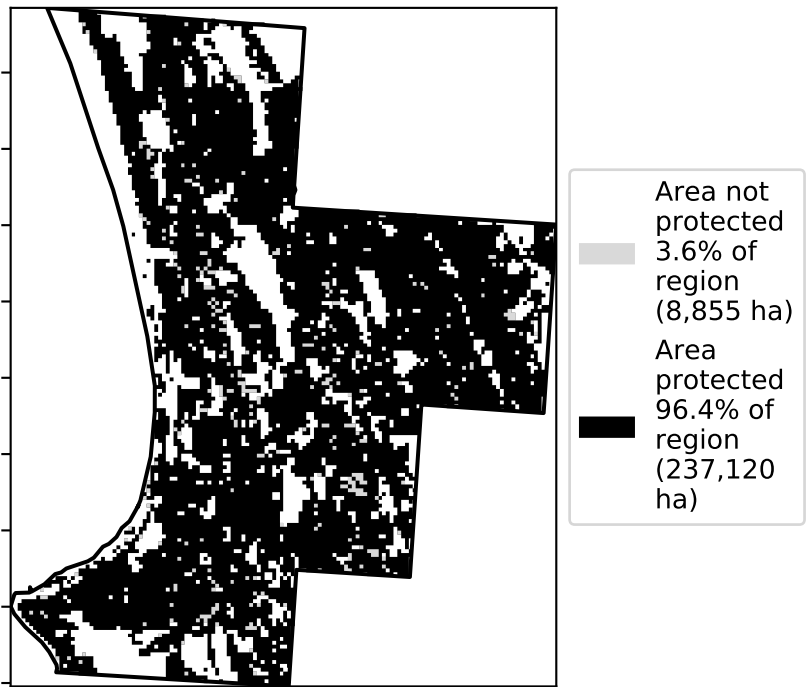 Area not
protected
3.6% of
region
(8,855 ha)
Area
protected
96.4% of
region
(237,120
ha)